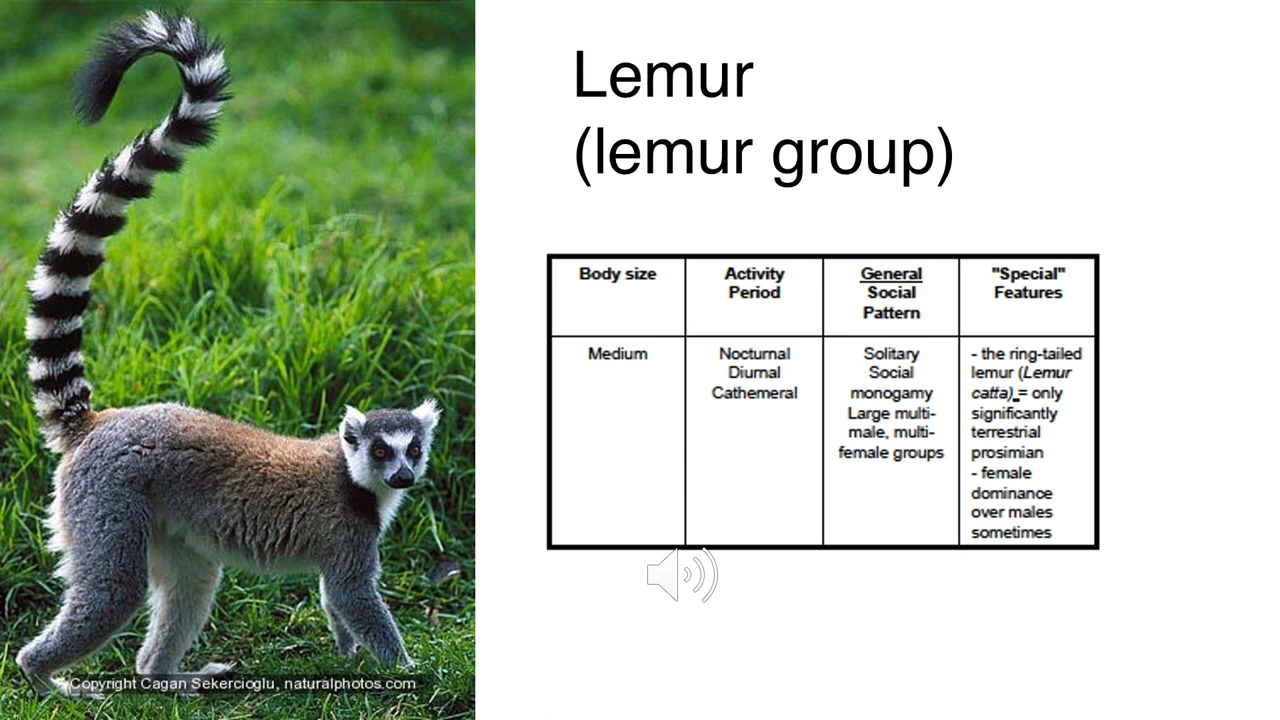 Lemur
(lemur group)
Body size
Activity
Period
General
Social
Pattern
"Special"
Features
Medium
Nocturnal
Diurnal
Cathemeral
Solitary
Social
monogamy
Large multi-
male, multi-
female groups
- the ring-tailed
lemur (Lemur
catta) = only
significantly
terrestrial
prosimian
- female
dominance
over males
sometimes
Copyright Cagan Sekercioglu, naturalphotos.com